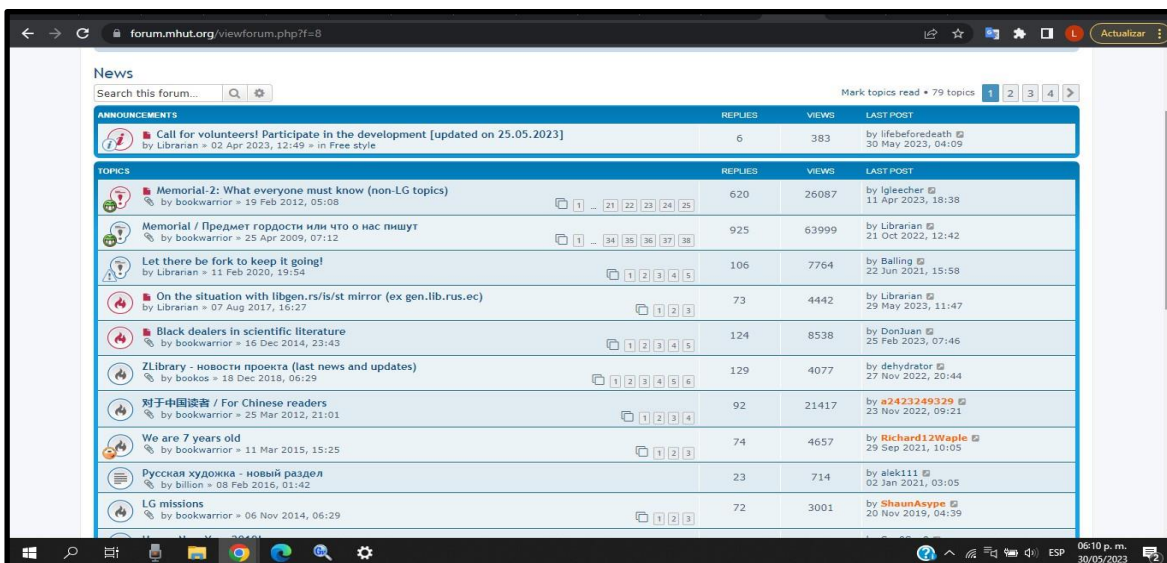 forum.mhut.org/viewforum.php?f=8
L
Actualizar
News
Search this forum...
Mark topics read • 79 topics 1 2 3 4
ANNOUNCEMENTS REPLIES VIEWS LAST POST
Call for volunteers! Participate in the development [updated on 25.05.2023] 6 383 by lifebeforedeath
by Librarian » 02 Apr 2023, 12:49 » in Free style 30 May 2023, 04:09
TOPICS REPLIES VIEWS LAST POST
Memorial-2: What everyone must know (non-LG topics) 620 26087 by lgleecher
by bookwarrior » 19 Feb 2012, 05:08 1 ... 21 22 23 24 25 11 Apr 2023, 18:38
Memorial / Предмет гордости или что о нас пишут 925 63999 by Librarian
by bookwarrior » 25 Apr 2009, 07:12 1 ... 34 35 36 37 38 21 Oct 2022, 12:42
Let there be fork to keep it going! 106 7764 by Balling
by Librarian » 11 Feb 2020, 19:54 1 2 3 4 5 22 Jun 2021, 15:58
On the situation with libgen.rs/is/st mirror (ex gen.lib.rus.ec) 73 4442 by Librarian
by Librarian » 07 Aug 2017, 16:27 1 2 3 29 May 2023, 11:47
Black dealers in scientific literature 124 8538 by DonJuan
by bookwarrior » 16 Dec 2014, 23:43 1 2 3 4 5 25 Feb 2023, 07:46
ZLibrary - новости проекта (last news and updates) 129 4077 by dehydrator
by bookos » 18 Dec 2018, 06:29 1 2 3 4 5 6 27 Nov 2022, 20:44
对于中国读者 / For Chinese readers 92 21417 by a2423249329
by bookwarrior » 25 Mar 2012, 21:01 1 2 3 4 23 Nov 2022, 09:21
We are 7 years old 74 4657 by Richard12Waple
by bookwarrior » 11 Mar 2015, 15:25 1 2 3 29 Sep 2021, 10:05
Русская художка - новый раздел 23 714 by alek111
by billion » 08 Feb 2016, 01:42 02 Jan 2021, 03:05
LG missions 72 3001 by ShaunAsype
by bookwarrior » 06 Nov 2014, 06:29 1 2 3 20 Nov 2019, 04:39
ESP
06:10 p. m.
30/05/2023